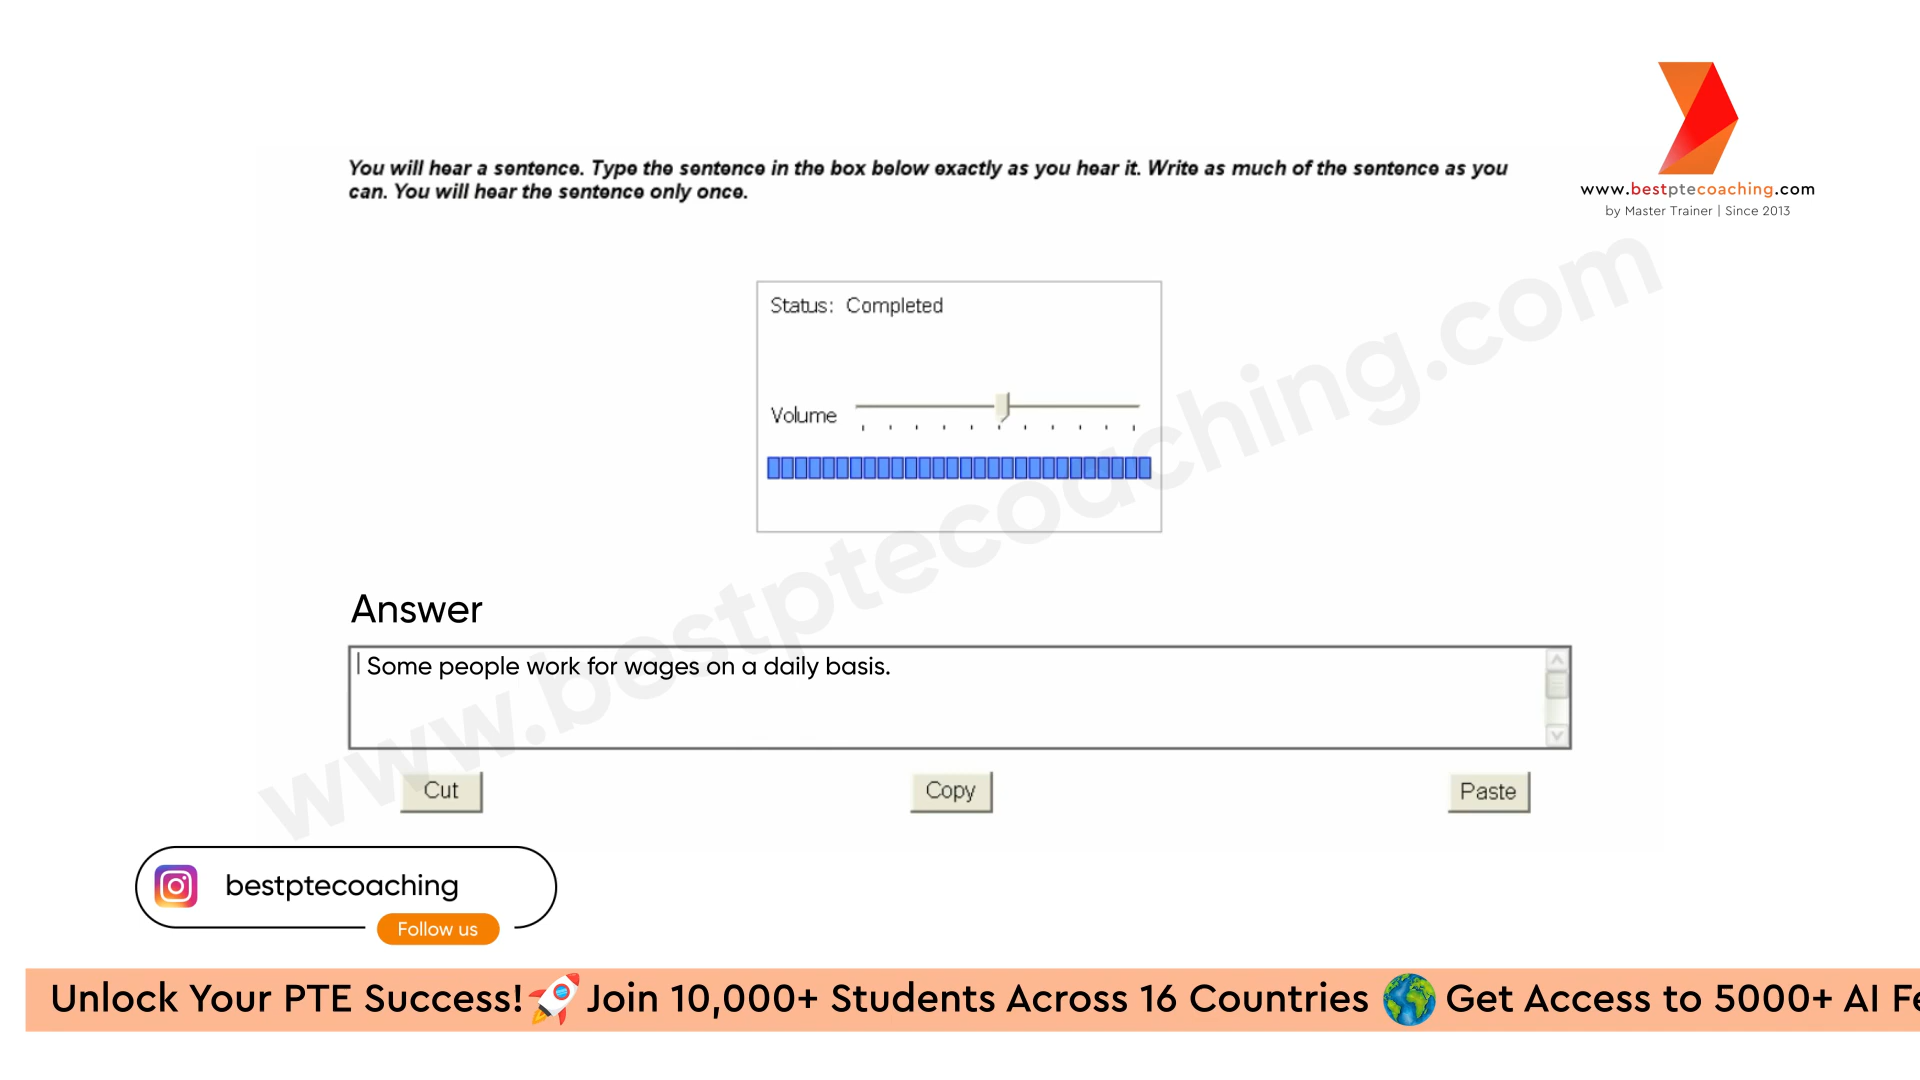 You will hear a sentence. Type the sentence in the box below exactly as you hear it. Write as much of the sentence as you
can. You will hear the sentence only once.
www.bestptecoaching.com
by Master Trainer | Since 2013
Status: Completed
Volume
www.bestptecoaching.com
Answer
Some people work for wages on a daily basis.
Cut
Copy
Paste
bestptecoaching
Follow us
Unlock Your PTE Success!🚀Join 10,000+ Students Across 16 Countries 🌍 Get Access to 5000+ AI